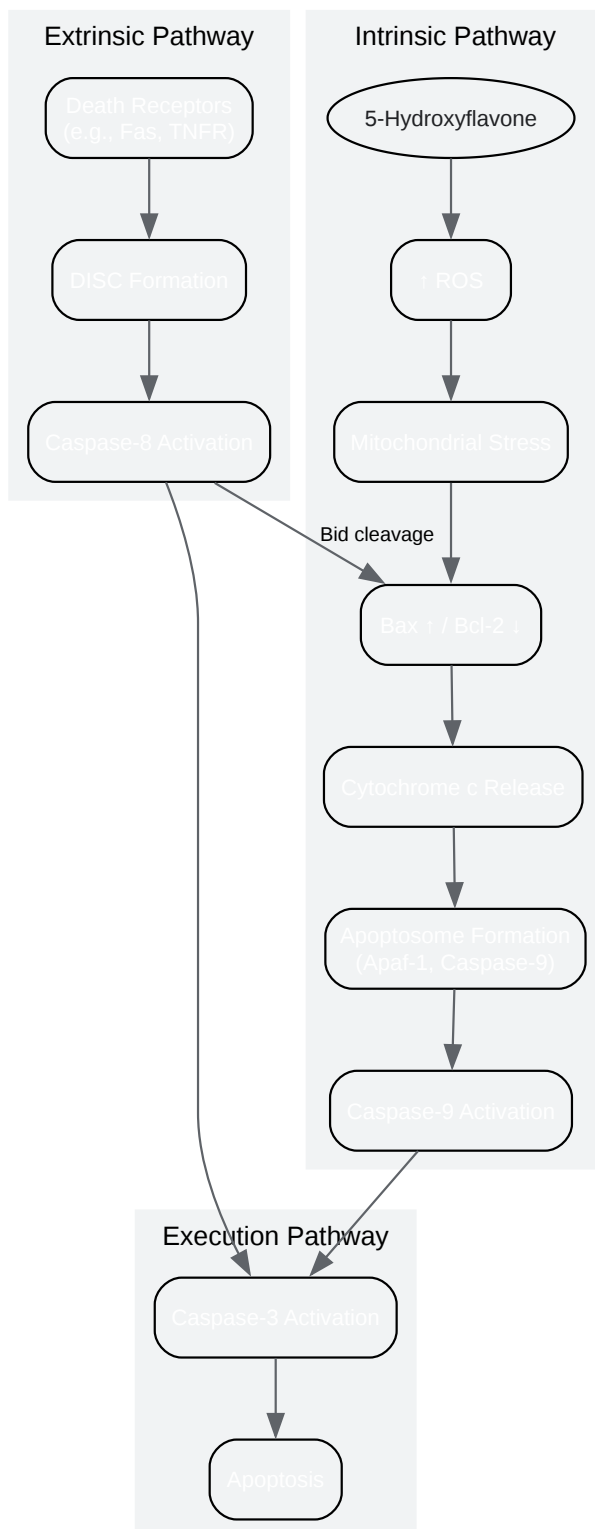 Extrinsic Pathway
Death Receptors
(e.g., Fas, TNFR)
DISC Formation
Caspase-8 Activation
Intrinsic Pathway
5-Hydroxyflavone
↑ ROS
Mitochondrial Stress
Bid cleavage
Bax ↑ / Bcl-2 ↓
Cytochrome c Release
Apoptosome Formation
(Apaf-1, Caspase-9)
Caspase-9 Activation
Execution Pathway
Caspase-3 Activation
Apoptosis